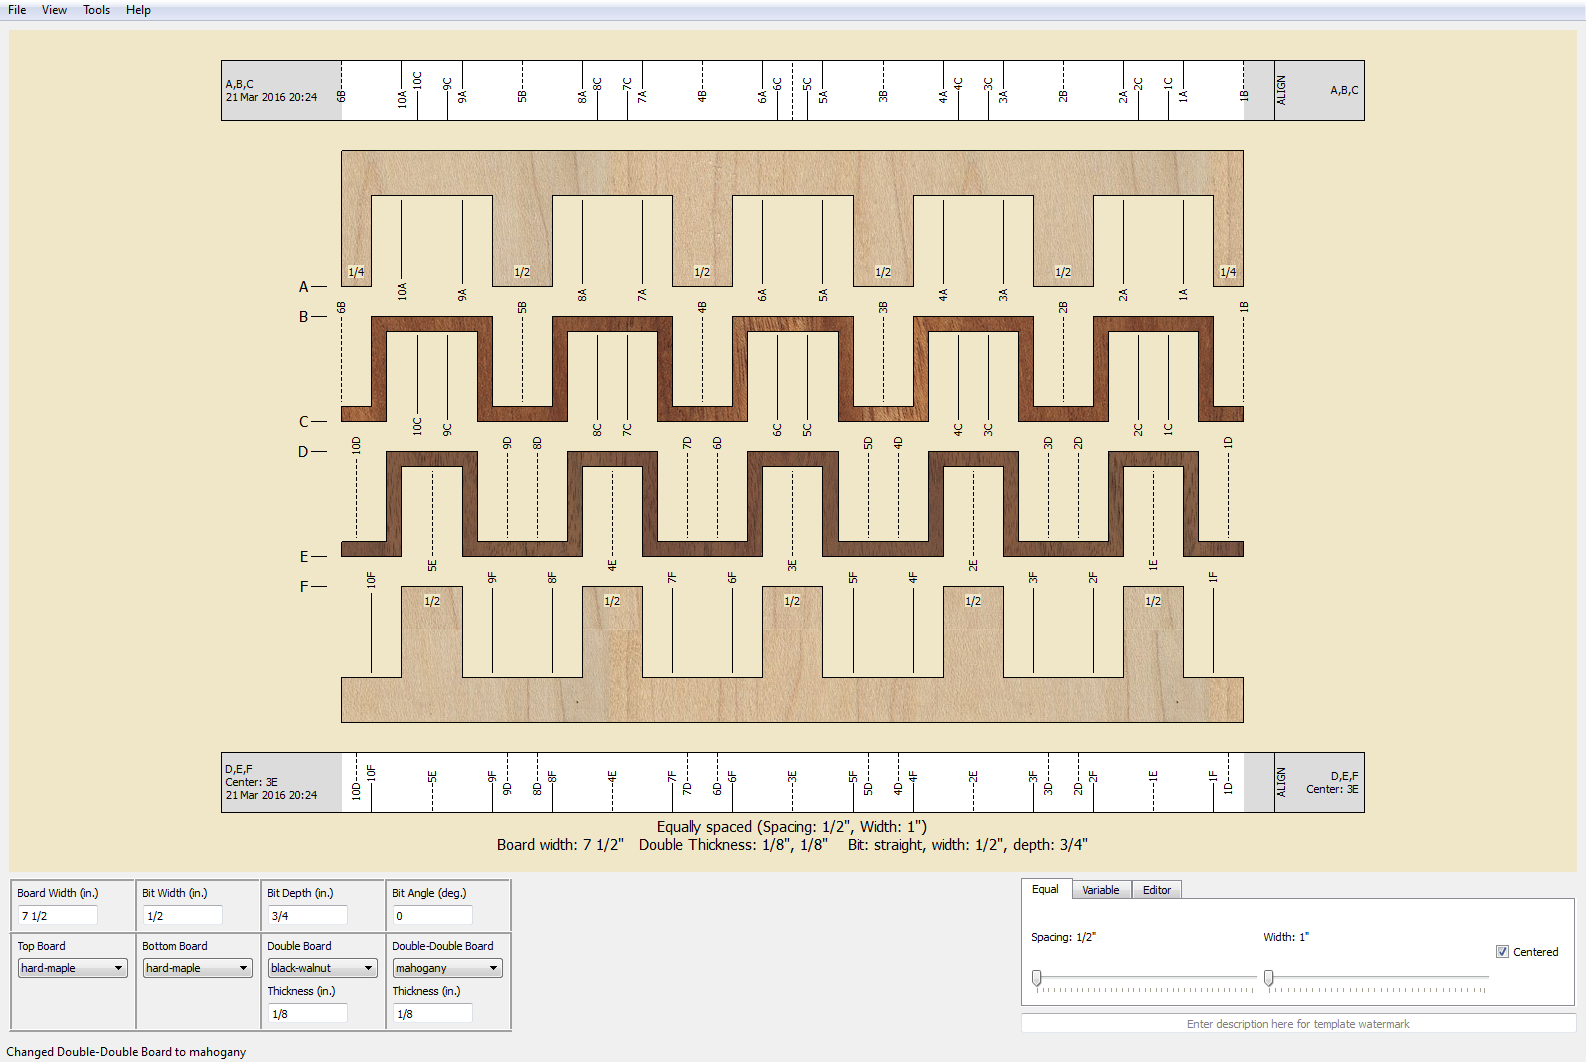 File View Tools Help
A,B,C
21 Mar 2016 20:24
6B 10A 10C 9C 9A 5B 8A 8C 7C 7A 4B 6A 6C 5C 5A 3B 4A 4C 3C 3A 2B 2A 2C 1C 1A 1B ALIGN A,B,C
1/4 1/2 1/2 1/2 1/2 1/4
A 10A 9A 8A 7A 6A 5A 4A 3A 2A 1A
B 6B 5B 4B 3B 2B 1B
C 10C 9C 8C 7C 6C 5C 4C 3C 2C 1C
D 10D 9D 8D 7D 6D 5D 4D 3D 2D 1D
E 5E 4E 3E 2E 1E
F 10F 9F 8F 7F 6F 5F 4F 3F 2F 1F
1/2 1/2 1/2 1/2 1/2
D,E,F
Center: 3E
21 Mar 2016 20:24
10D 10F 5E 9F 9D 8D 8F 4E 7F 7D 6D 6F 3E 5F 5D 4D 4F 2E 3F 3D 2D 2F 1E 1F 1D ALIGN
D,E,F
Center: 3E
Equally spaced (Spacing: 1/2", Width: 1")
Board width: 7 1/2" Double Thickness: 1/8", 1/8" Bit: straight, width: 1/2", depth: 3/4"
Board Width (in.) Bit Width (in.) Bit Depth (in.) Bit Angle (deg.)
7 1/2 1/2 3/4 0
Top Board Bottom Board Double Board Double-Double Board
hard-maple hard-maple black-walnut mahogany
Thickness (in.) Thickness (in.)
1/8 1/8
Equal Variable Editor
Spacing: 1/2" Width: 1"
Centered
Enter description here for template watermark
Changed Double-Double Board to mahogany